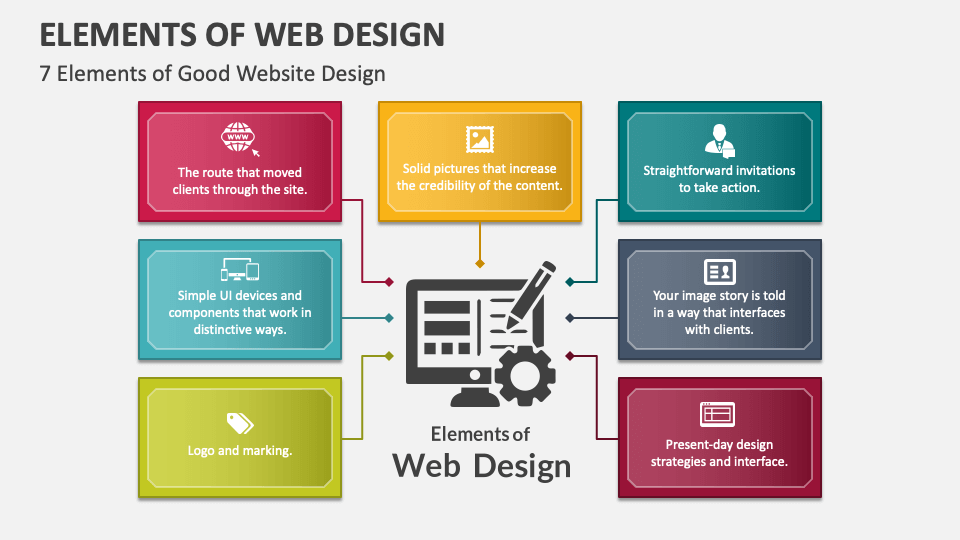 ELEMENTS OF WEB DESIGN
7 Elements of Good Website Design
WWW
The route that moved
clients through the site.
Solid pictures that increase
the credibility of the content.
Straightforward invitations
to take action.
Simple UI devices and
components that work in
distinctive ways.
Your image story is told
in a way that interfaces
with clients.
Logo and marking.
Present-day design
strategies and interface.
Elements of
Web Design